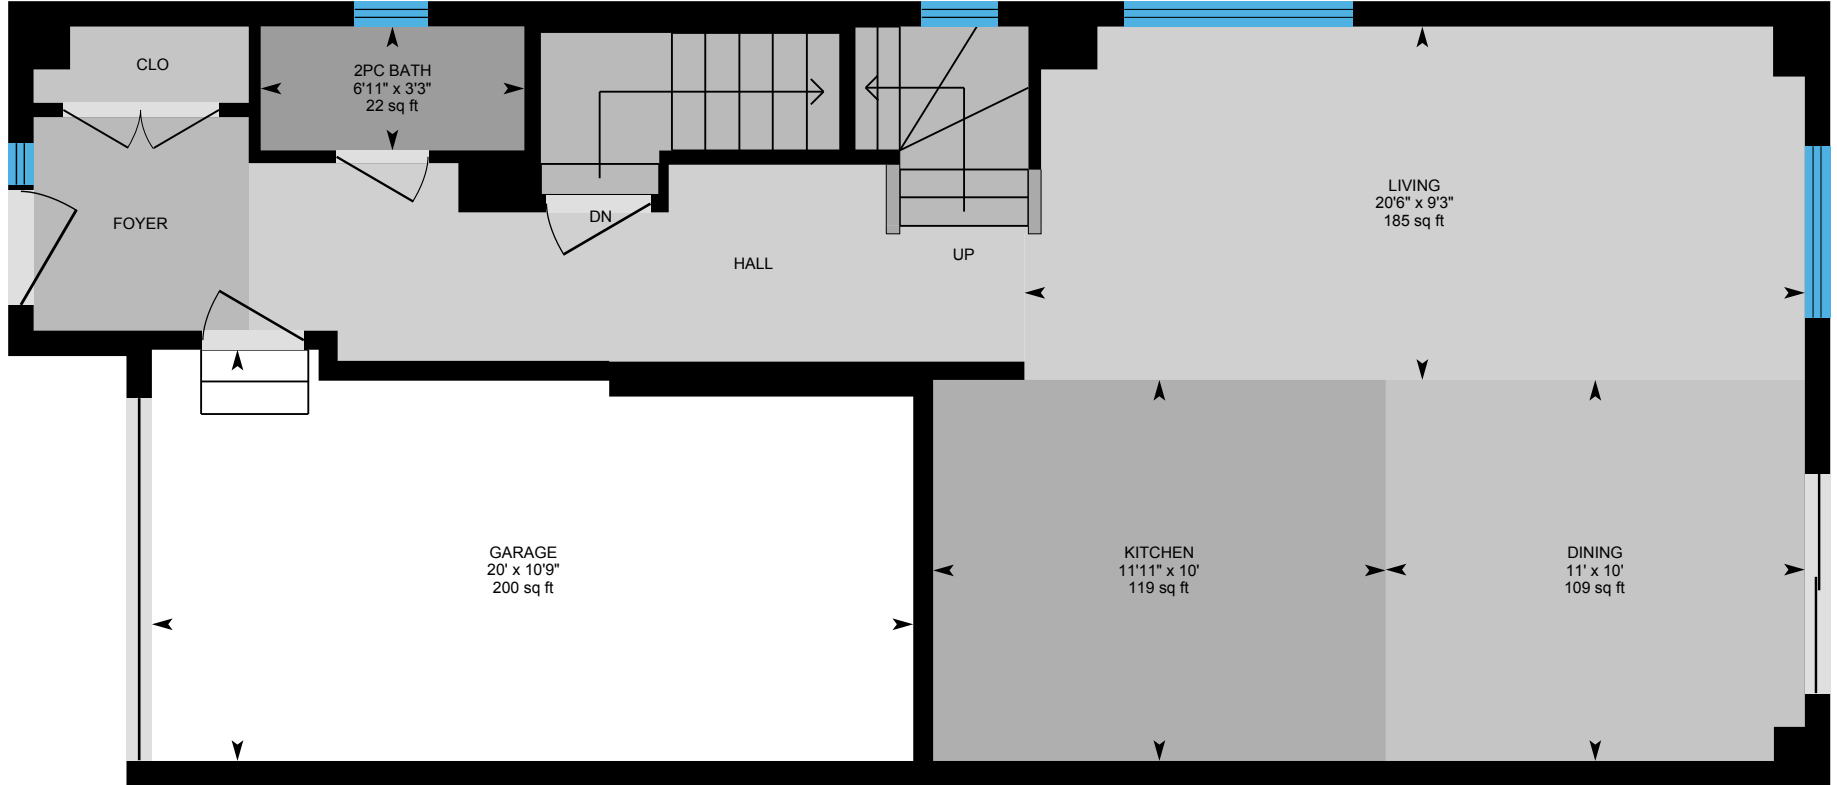 CLO
2PC BATH
6'11" x 3'3"
22 sq ft
FOYER
DN
HALL
UP
LIVING
20'6" x 9'3"
185 sq ft
GARAGE
20' x 10'9"
200 sq ft
KITCHEN
11'11" x 10'
119 sq ft
DINING
11' x 10'
109 sq ft